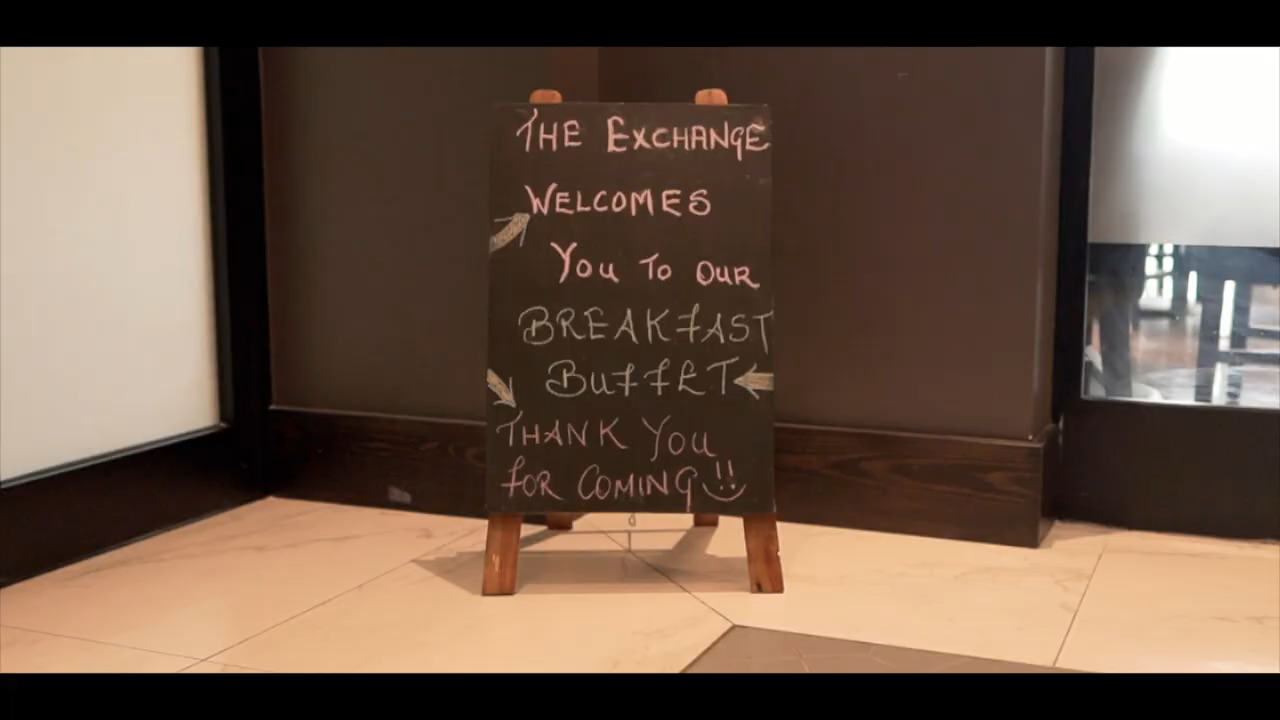 THE EXCHANGE
WELCOMES
YOU TO OUR
BREAKFAST
BUFFET
THANK YOU
FOR COMING!!